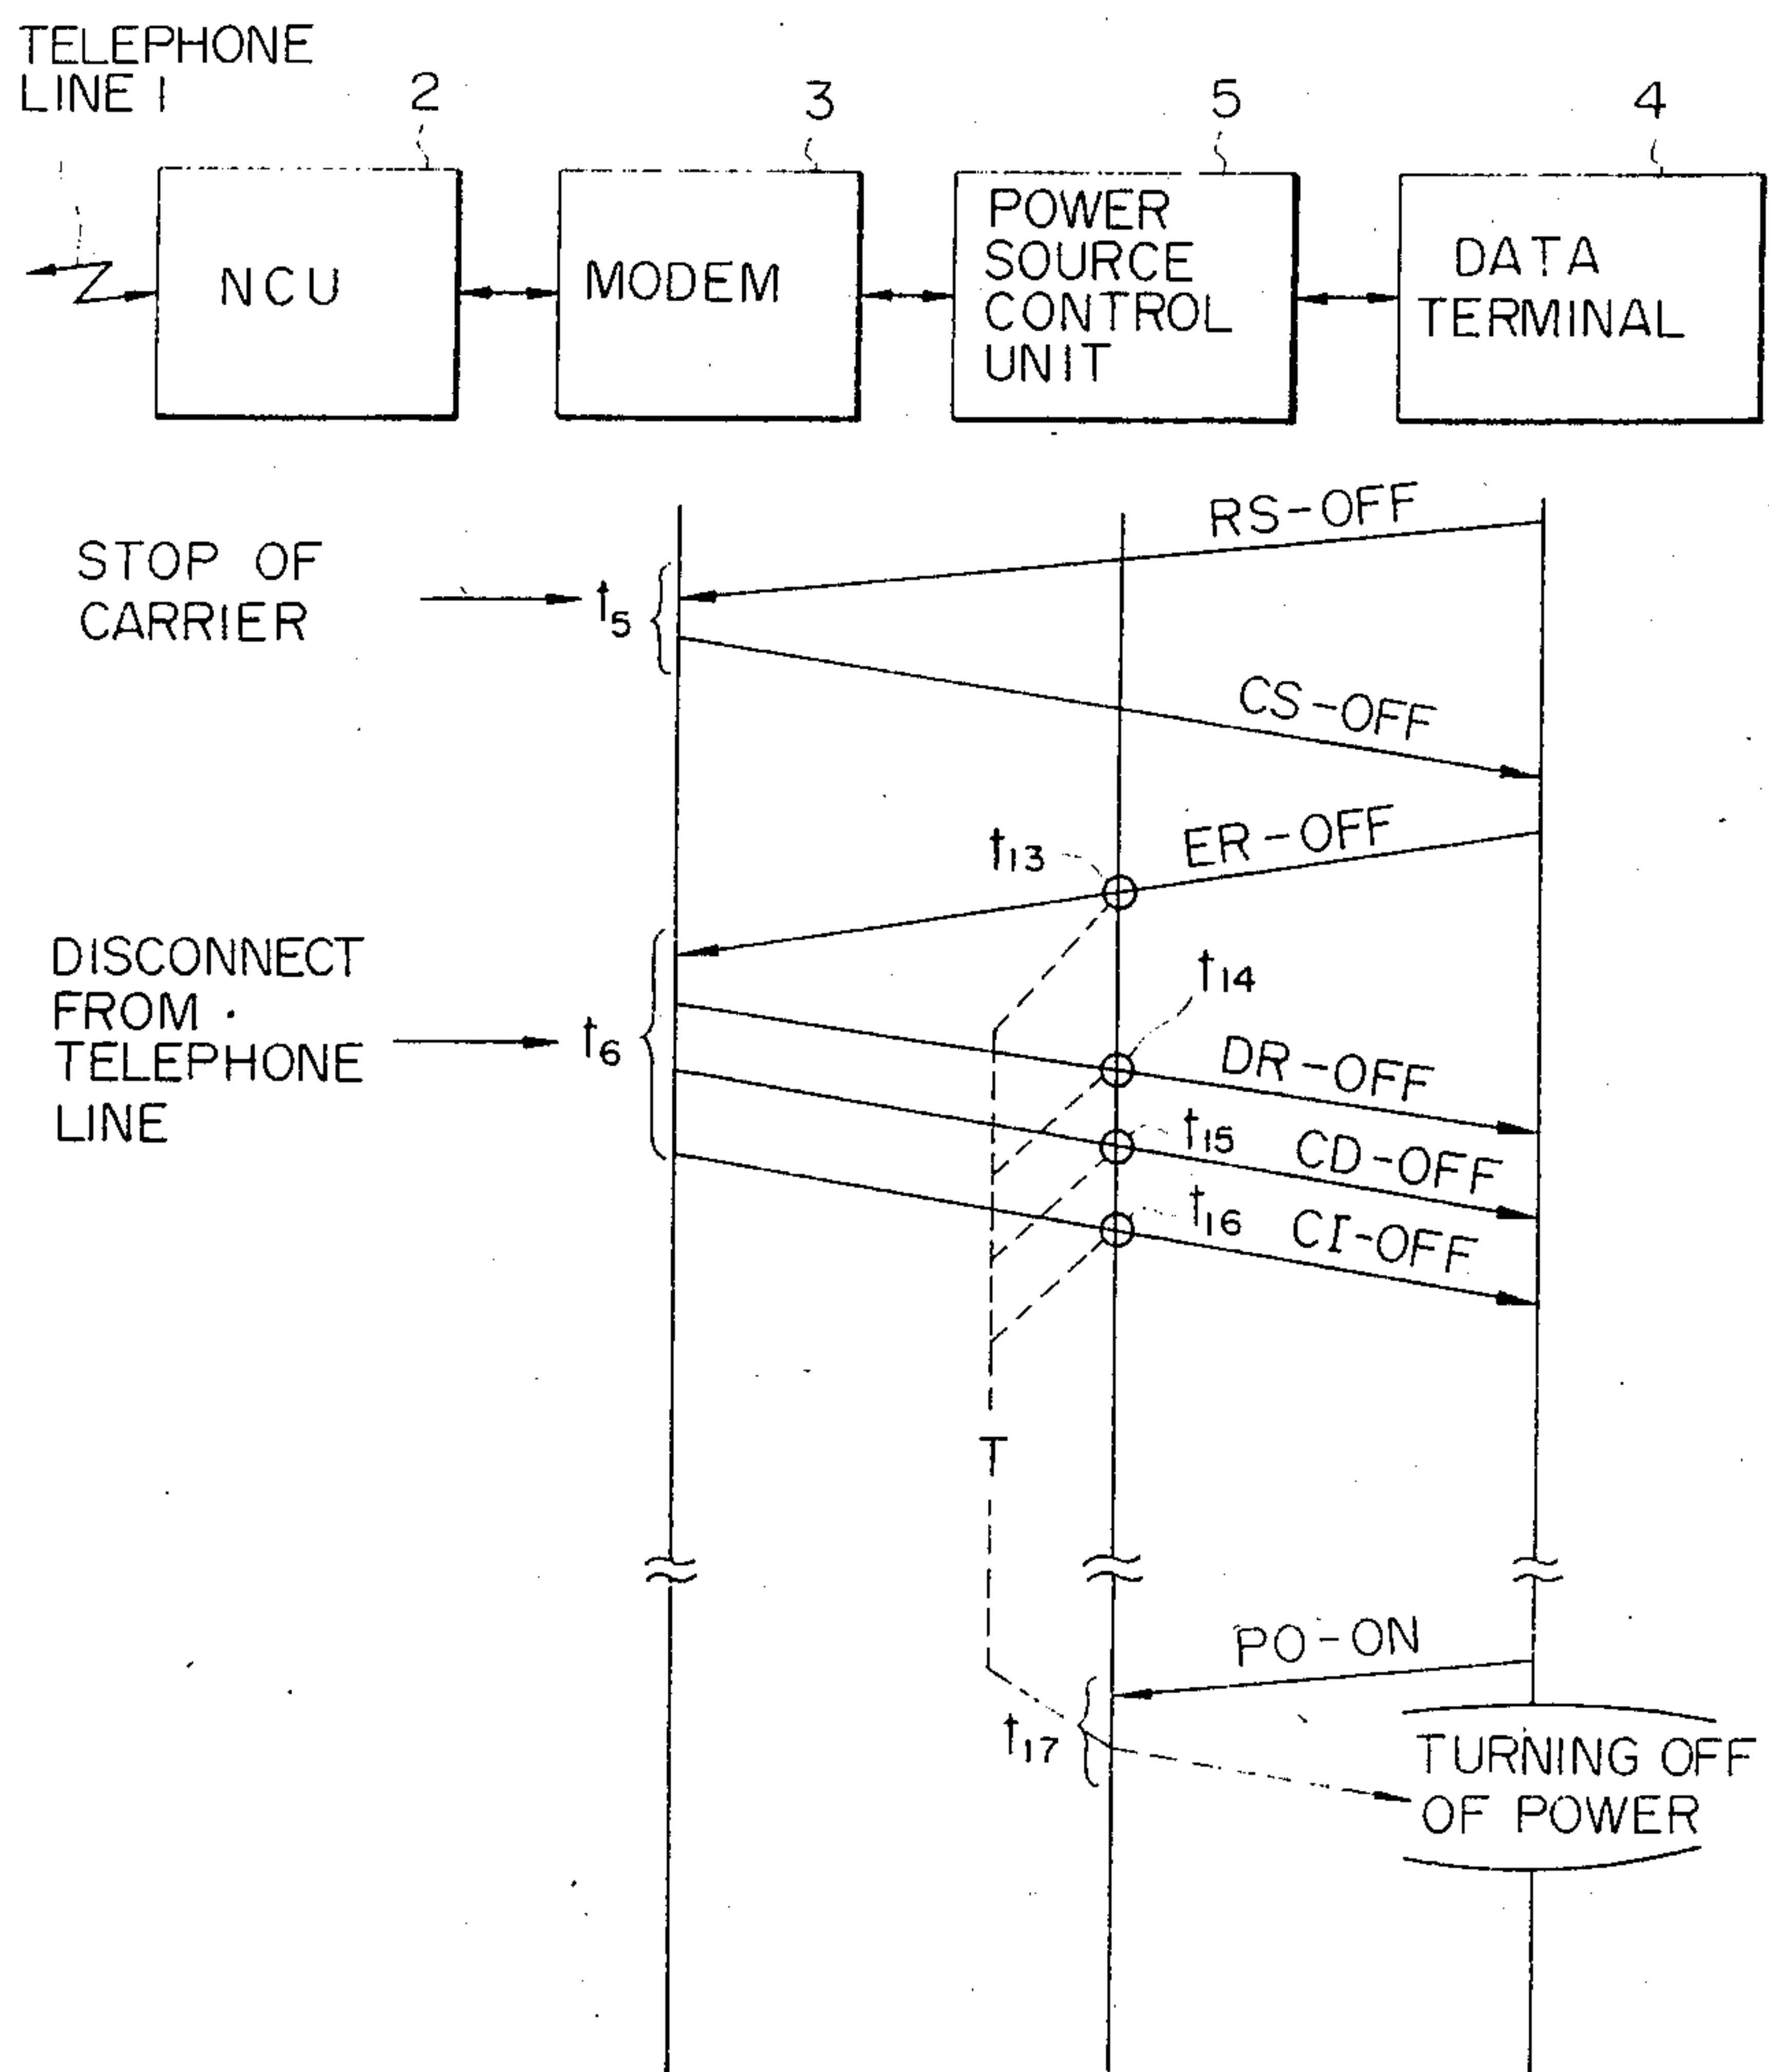 TELEPHONE
LINE 1
2
3
5
4
NCU
MODEM
POWER
SOURCE
CONTROL
UNIT
DATA
TERMINAL
RS-OFF
STOP OF
CARRIER
t5
CS-OFF
ER-OFF
t13
DISCONNECT
FROM
TELEPHONE
LINE
t6
t14
DR-OFF
t15
CD-OFF
t16
CI-OFF
T
PO-ON
t17
TURNING OFF
OF POWER